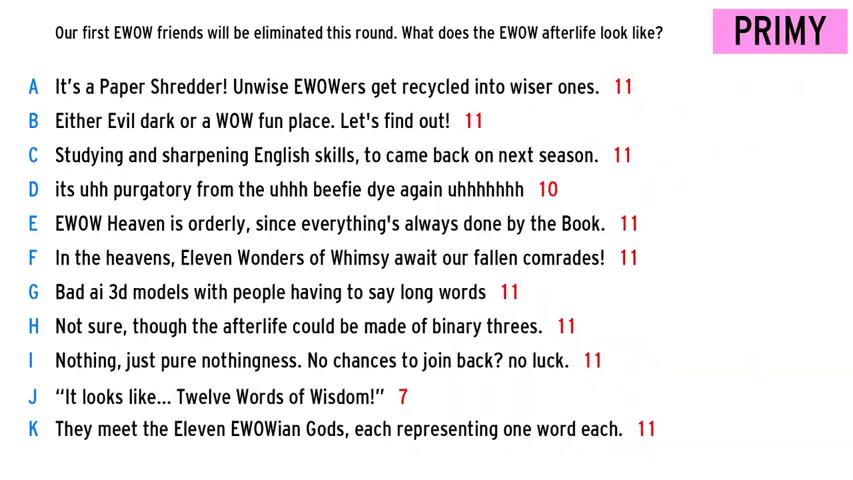 Our first EWOW friends will be eliminated this round. What does the EWOW afterlife look like?
PRIMY
A It's a Paper Shredder! Unwise EWOWers get recycled into wiser ones. 11
B Either Evil dark or a WOW fun place. Let's find out! 11
C Studying and sharpening English skills, to came back on next season. 11
D its uhh purgatory from the uhhh beefie dye again uhhhhhhh 10
E EWOW Heaven is orderly, since everything's always done by the Book. 11
F In the heavens, Eleven Wonders of Whimsy await our fallen comrades! 11
G Bad ai 3d models with people having to say long words 11
H Not sure, though the afterlife could be made of binary threes. 11
I Nothing, just pure nothingness. No chances to join back? no luck. 11
J “It looks like... Twelve Words of Wisdom!” 7
K They meet the Eleven EWOWian Gods, each representing one word each. 11